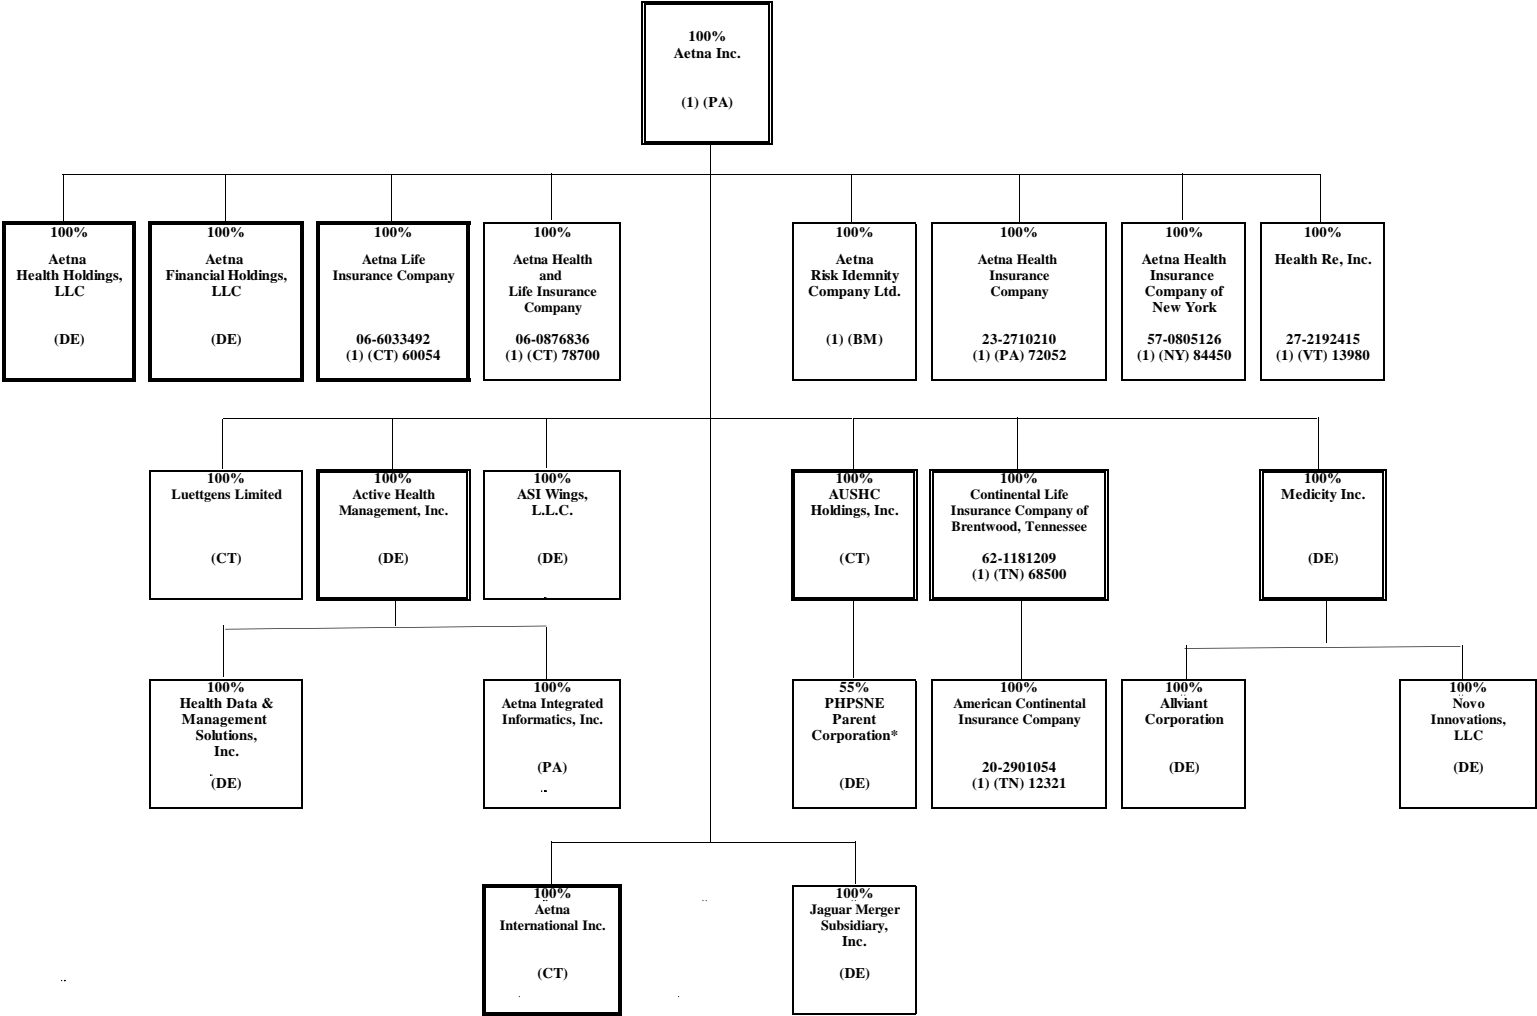 100%
Aetna Inc.
(1) (PA)
100%
Aetna
Health Holdings,
LLC
(DE)
100%
Aetna
Financial Holdings,
LLC
(DE)
100%
Aetna Life
Insurance Company
06-6033492
(1) (CT) 60054
100%
Aetna Health
and
Life Insurance
Company
06-0876836
(1) (CT) 78700
100%
Aetna
Risk Idemnity
Company Ltd.
(1) (BM)
100%
Aetna Health
Insurance
Company
23-2710210
(1) (PA) 72052
100%
Aetna Health
Insurance
Company of
New York
57-0805126
(1) (NY) 84450
100%
Health Re, Inc.
27-2192415
(1) (VT) 13980
100%
Luettgens Limited
(CT)
100%
Active Health
Management, Inc.
(DE)
100%
ASI Wings,
L.L.C.
(DE)
100%
AUSHC
Holdings, Inc.
(CT)
100%
Continental Life
Insurance Company of
Brentwood, Tennessee
62-1181209
(1) (TN) 68500
100%
Medicity Inc.
(DE)
100%
Health Data &
Management
Solutions,
Inc.
(DE)
100%
Aetna Integrated
Informatics, Inc.
(PA)
55%
PHPSNE
Parent
Corporation*
(DE)
100%
American Continental
Insurance Company
20-2901054
(1) (TN) 12321
100%
Allviant
Corporation
(DE)
100%
Novo
Innovations,
LLC
(DE)
100%
Aetna
International Inc.
(CT)
100%
Jaguar Merger
Subsidiary,
Inc.
(DE)